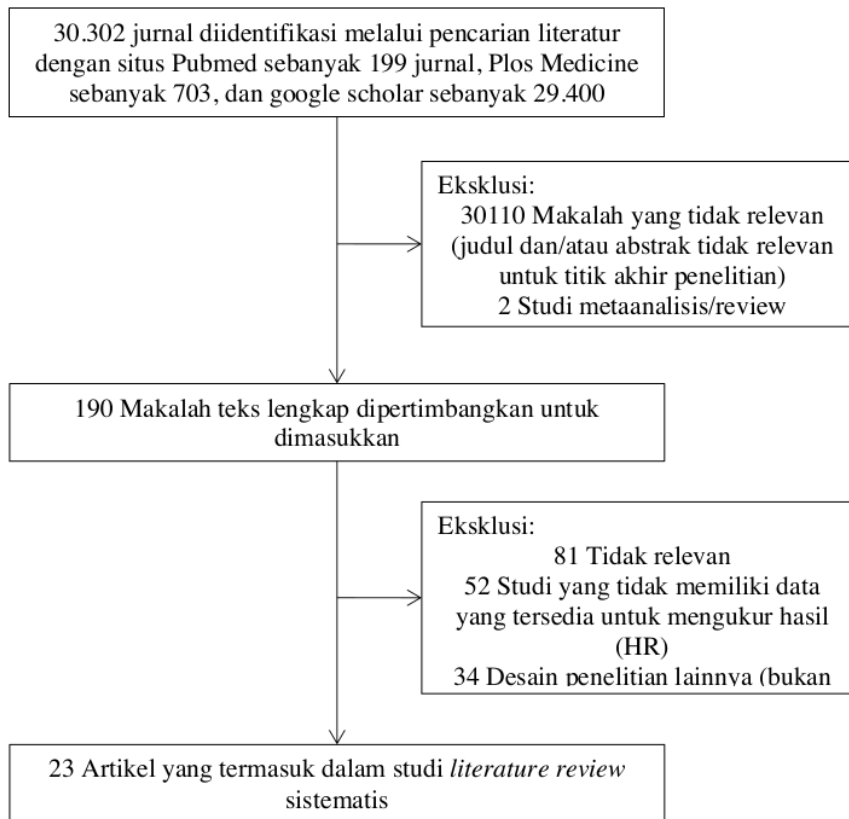 30.302 jurnal diidentifikasi melalui pencarian literatur
dengan situs Pubmed sebanyak 199 jurnal, Plos Medicine
sebanyak 703, dan google scholar sebanyak 29.400
Eksklusi:
30110 Makalah yang tidak relevan
(judul dan/atau abstrak tidak relevan
untuk titik akhir penelitian)
2 Studi metaanalisis/review
190 Makalah teks lengkap dipertimbangkan untuk
dimasukkan
Eksklusi:
81 Tidak relevan
52 Studi yang tidak memiliki data
yang tersedia untuk mengukur hasil
(HR)
34 Desain penelitian lainnya (bukan
23 Artikel yang termasuk dalam studi literature review
sistematis